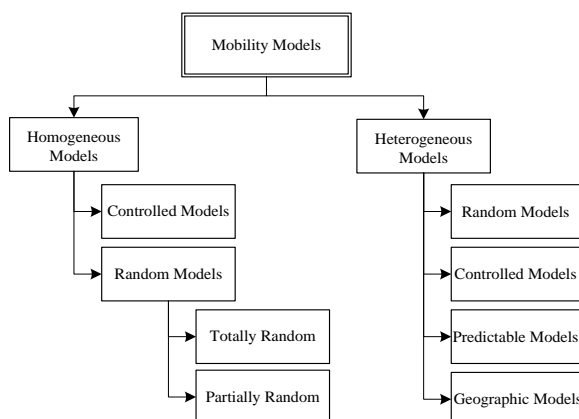 Mobility Models
Homogeneous
Models
Controlled Models
Random Models
Totally Random
Partially Random
Heterogeneous
Models
Random Models
Controlled Models
Predictable Models
Geographic Models